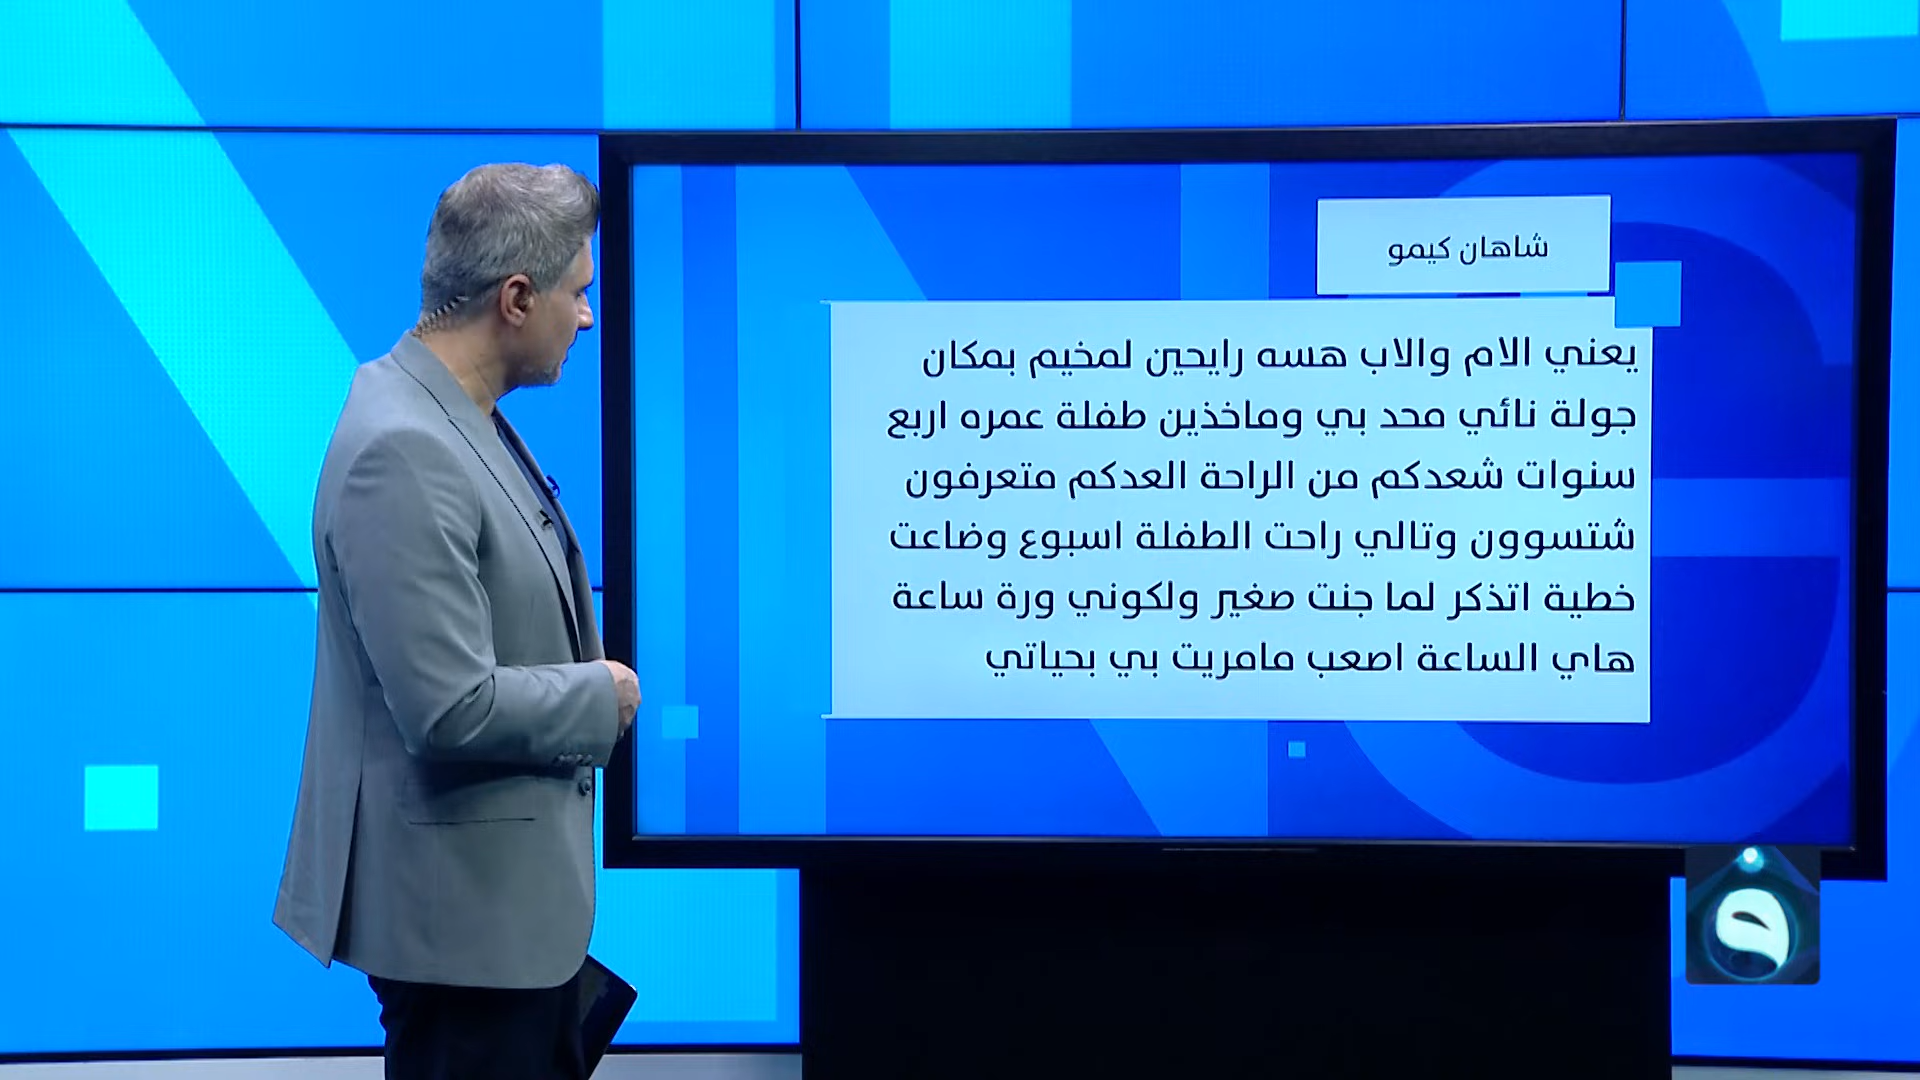 شاهان كيمو
يعني الام والاب هسه رايحين لمخيم بمكان
جولة نائي محد بي وماخذين طفلة عمره اربع
سنوات شعدكم من الراحة العدكم متعرفون
شتسوون وتالي راحت الطفلة اسبوع وضاعت
خطية اتذكر لما جنت صغير ولكوني ورة ساعة
هاي الساعة اصعب مامريت بي بحياتي